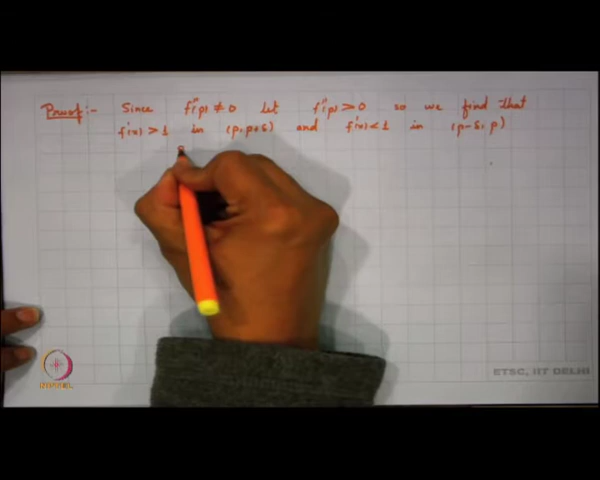 Proof:- Since f''(p) ≠ 0 let f''(p) > 0 so we find that
f'(x) > 1 in (p, p+δ) and f'(x) < 1 in (p-δ, p)
ETSC, IIT DELHI